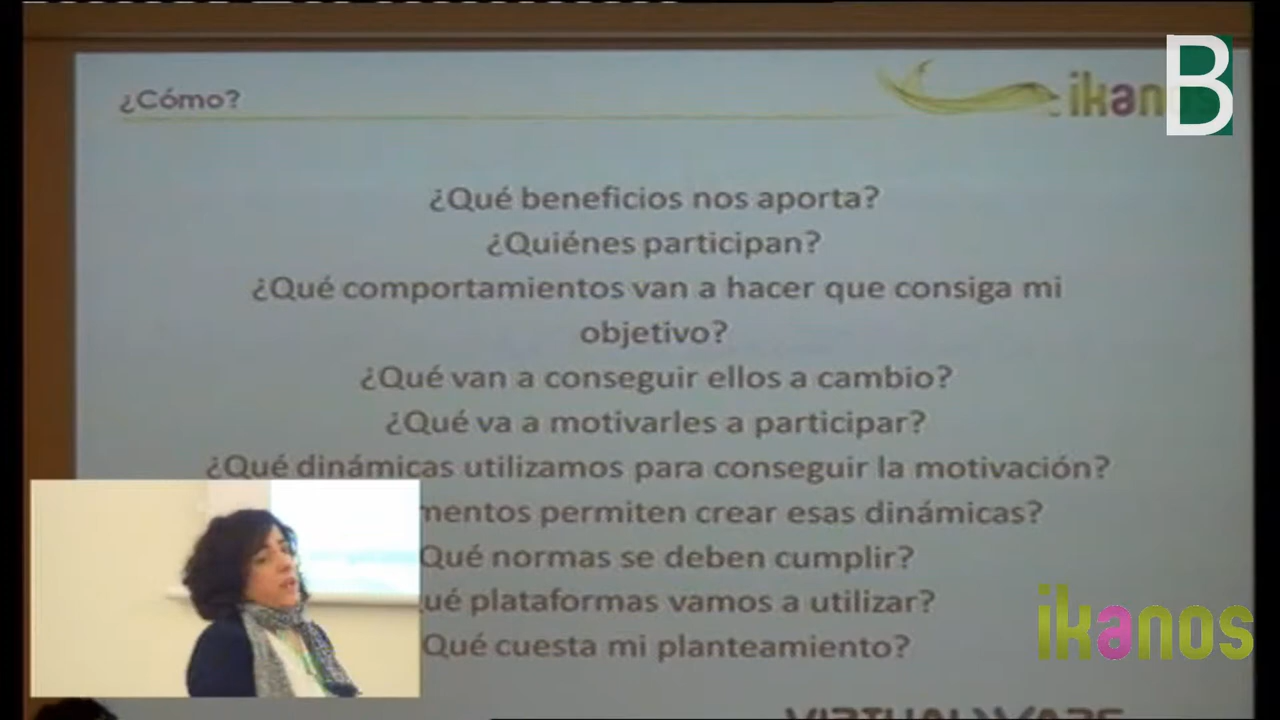 ¿Cómo?
ikanos
B
¿Qué beneficios nos aporta?
¿Quiénes participan?
¿Qué comportamientos van a hacer que consiga mi
objetivo?
¿Qué van a conseguir ellos a cambio?
¿Qué va a motivarles a participar?
¿Qué dinámicas utilizamos para conseguir la motivación?
permiten crear esas dinámicas?
Qué normas se deben cumplir?
plataformas vamos a utilizar?
Qué cuesta mi planteamiento?
ikanos